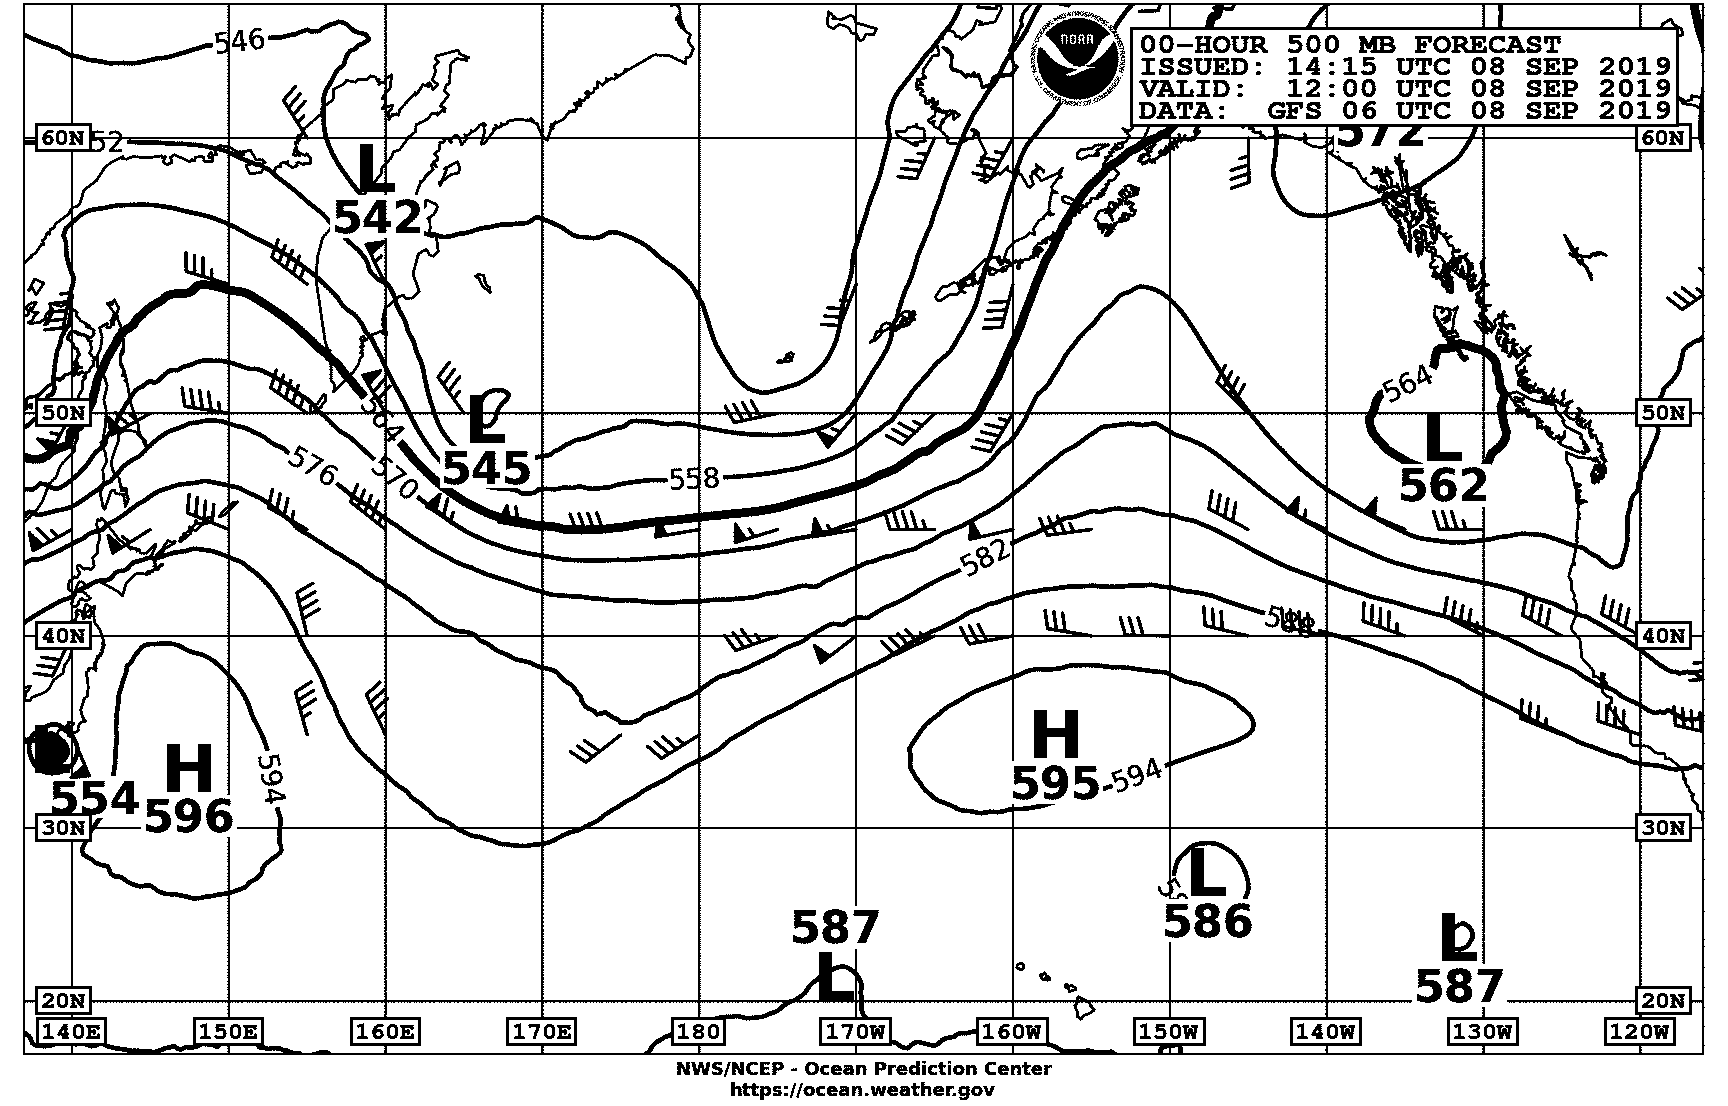 NOAA
00-HOUR 500 MB FORECAST
ISSUED: 14:15 UTC 08 SEP 2019
VALID: 12:00 UTC 08 SEP 2019
DATA: GFS 06 UTC 08 SEP 2019
546
572
60N
52
60N
L
542
564
50N
50N
L
545
564
L
562
576
570
558
582
40N
40N
H
596
594
554
H
595
594
30N
30N
L
586
587
L
L
587
20N
20N
140E 150E 160E 170E 180 170W 160W 150W 140W 130W 120W
NWS/NCEP - Ocean Prediction Center
https://ocean.weather.gov